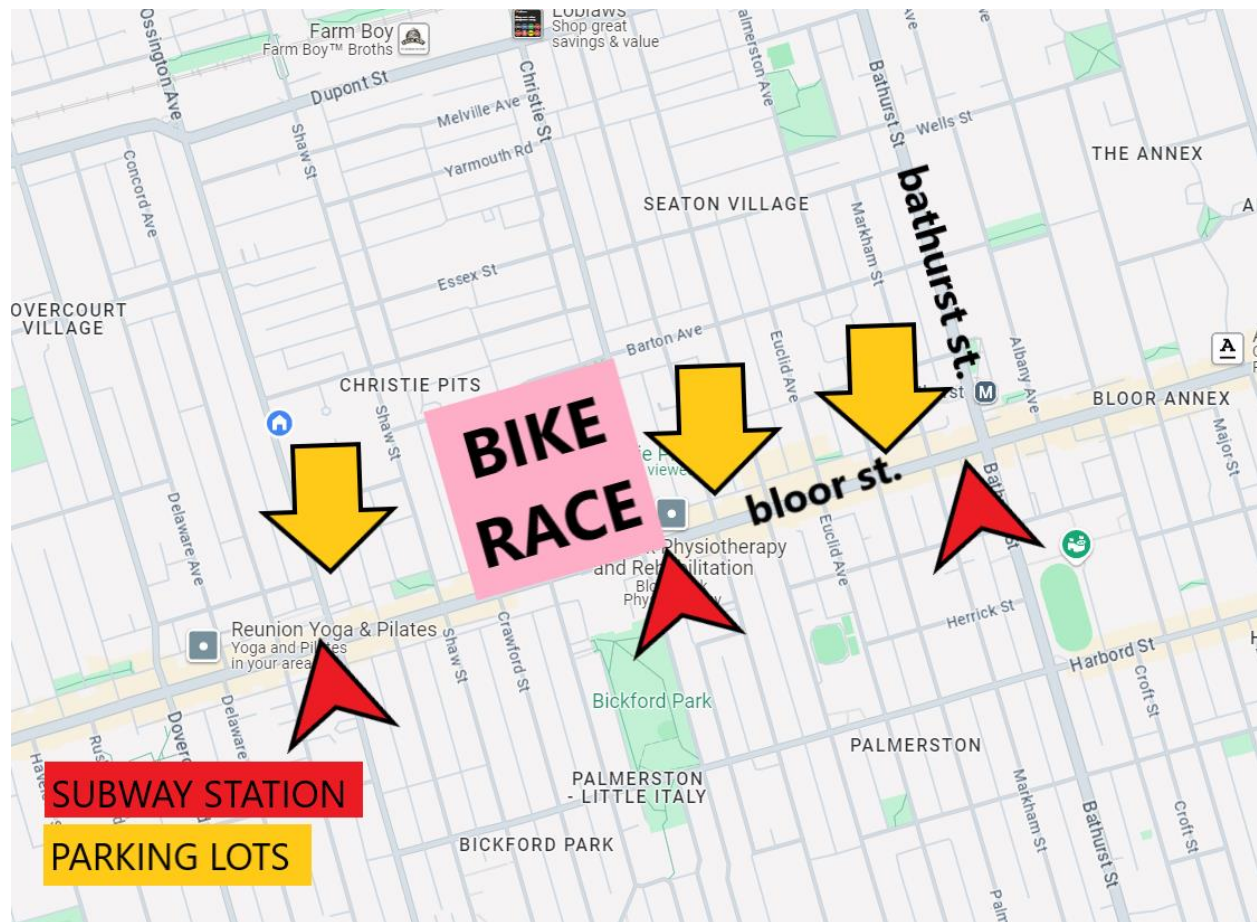 Ossington Ave
Farm Boy
Farm Boy™ Broths
Loblaws
Shop great
savings & value
Dupont St
Christie St
Melville Ave
Yarmouth Rd
Shaw St
Concord Ave
Palmerston Ave
Bathurst St
Wells St
THE ANNEX
SEATON VILLAGE
Markham St
bathurst st.
Essex St
OVERCOURT
VILLAGE
Barton Ave
Euclid Ave
Albany Ave
CHRISTIE PITS
Shaw St
M
A
BLOOR ANNEX
BIKE
RACE
bloor st.
Major St
Delaware Ave
Physiotherapy
and Rehabilitation
Euclid Ave
Bathurst St
Reunion Yoga & Pilates
Yoga and Pilates
in your area
Shaw St
Crawford St
Herrick St
Harbord St
Croft St
Delaware
Bickford Park
PALMERSTON
SUBWAY STATION
PARKING LOTS
PALMERSTON
- LITTLE ITALY
BICKFORD PARK
Markham St
Bathurst St
Croft St